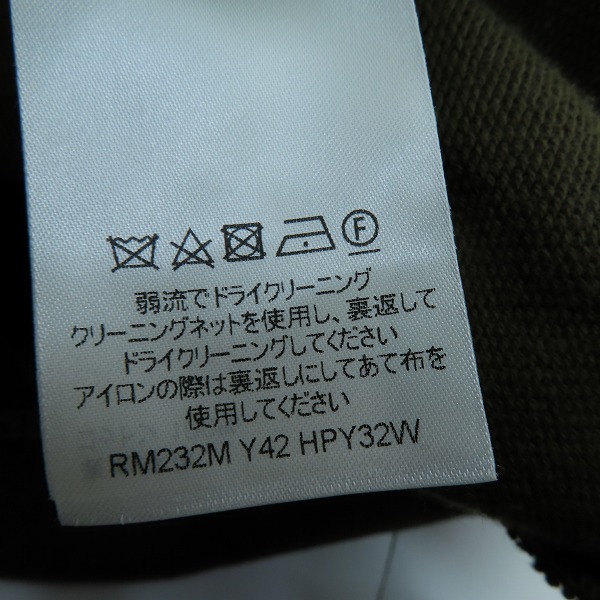 F
弱流でドライクリーニング
クリーニングネットを使用し、裏返して
ドライクリーニングしてください
アイロンの際は裏返しにしてあて布を
使用してください
RM232M Y42 HPY32W